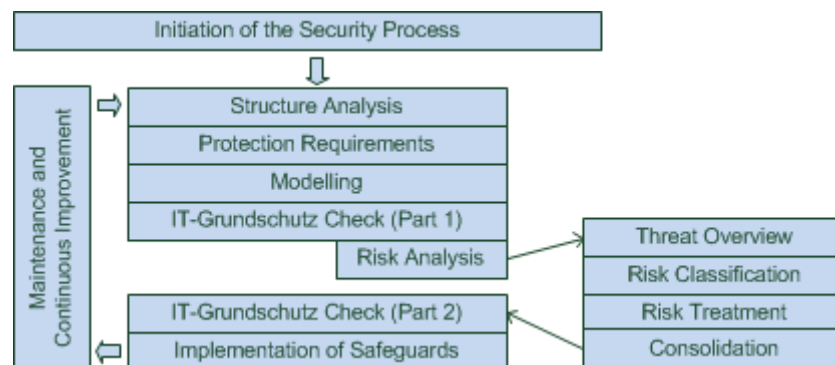 Initiation of the Security Process
Maintenance and
Continuous Improvement
Structure Analysis
Protection Requirements
Modelling
IT-Grundschutz Check (Part 1)
Risk Analysis
Threat Overview
Risk Classification
Risk Treatment
Consolidation
IT-Grundschutz Check (Part 2)
Implementation of Safeguards